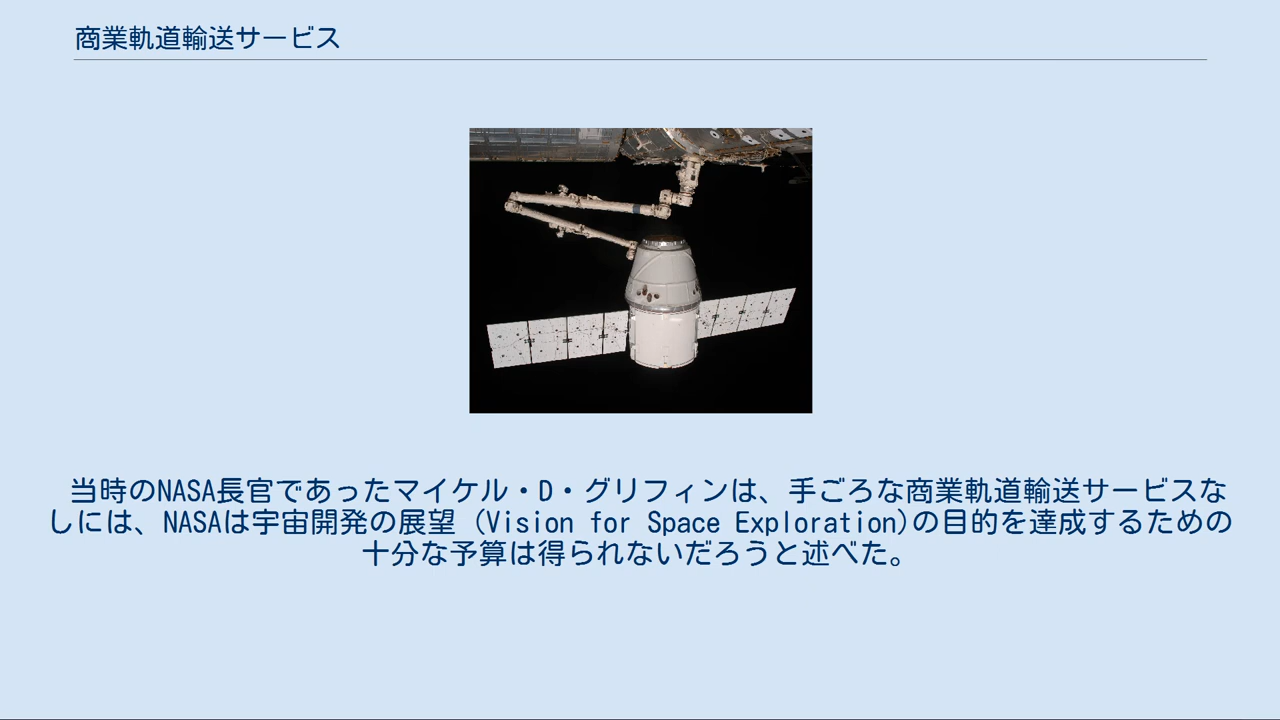 商業軌道輸送サービス
当時のNASA長官であったマイケル・D・グリフィンは、手ごろな商業軌道輸送サービスな
しには、NASAは宇宙開発の展望 (Vision for Space Exploration)の目的を達成するための
十分な予算は得られないだろうと述べた。